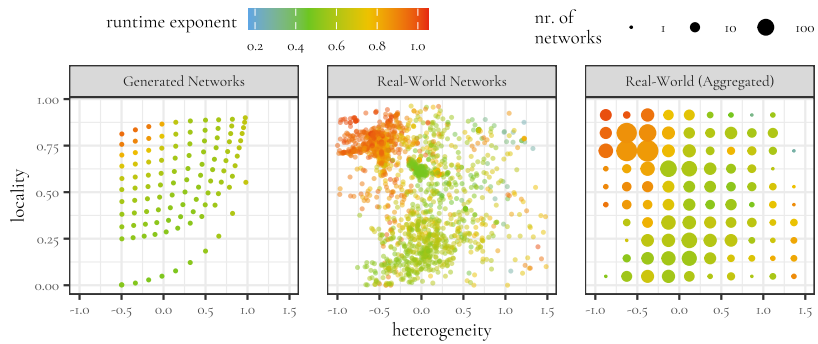 runtime exponent
0.2 0.4 0.6 0.8 1.0
nr. of
networks
1 10 100
Generated Networks Real-World Networks Real-World (Aggregated)
locality
1.00
0.75
0.50
0.25
0.00
-1.0 -0.5 0.0 0.5 1.0 1.5 -1.0 -0.5 0.0 0.5 1.0 1.5 -1.0 -0.5 0.0 0.5 1.0 1.5
heterogeneity